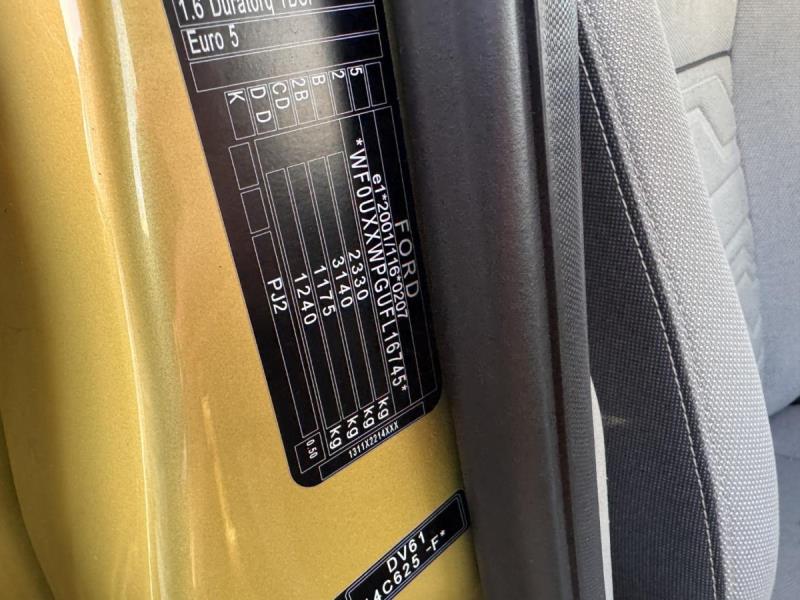 1.6 Duratorq
Euro 5
FORD
e1*2001/116*0207
*WF0UXXWPGUFL16745*
2330 kg
3140 kg
1175 kg
1240 kg
PJ2
5
2
B
2B
CD
D
D
K
0.50
1311X2214XXX
DV61
4C625 -F*